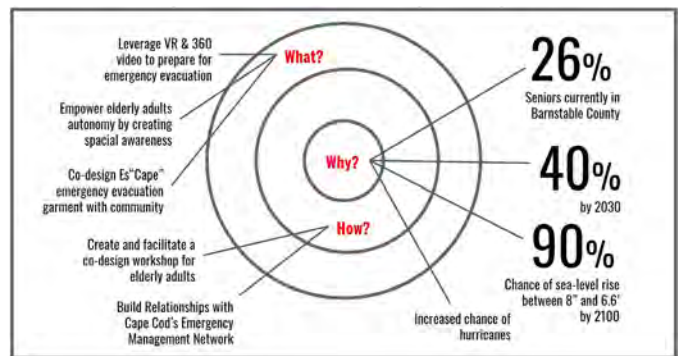 Leverage VR & 360
video to prepare for
emergency evacuation
Empower elderly adults
autonomy by creating
spacial awareness
Co-design Es"Cape"
emergency evacuation
garment with community
Create and facilitate a
co-design workshop for
elderly adults
Build Relationships with
Cape Cod's Emergency
Management Network
What?
Why?
How?
26%
Seniors currently in
Barnstable County
40%
by 2030
90%
Chance of sea-level rise
between 8" and 6.6'
by 2100
Increased chance of
hurricanes